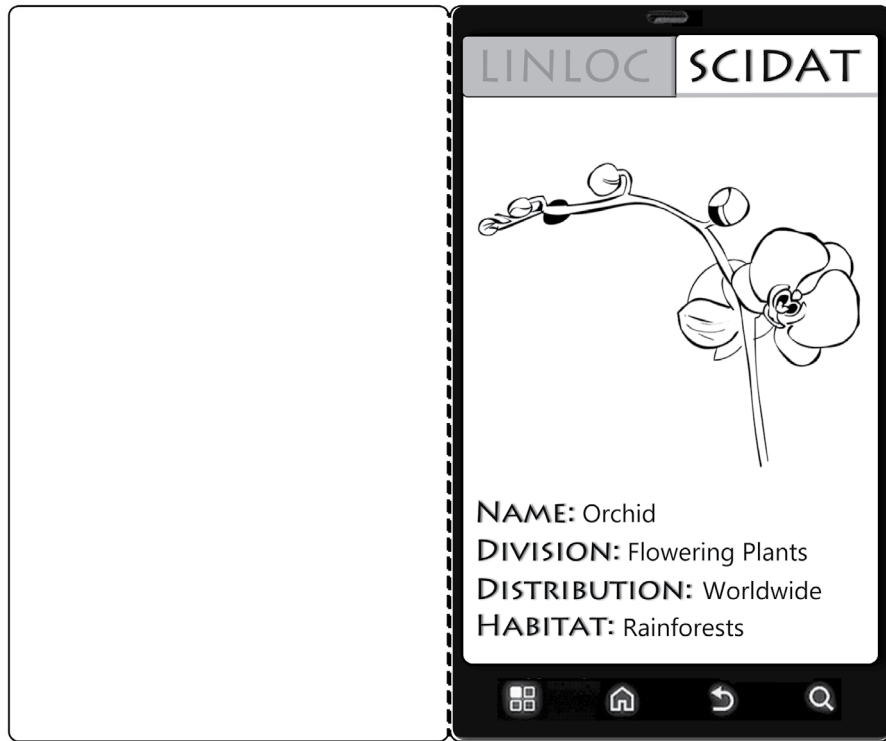 LINLOC SCIDAT
NAME: Orchid
DIVISION: Flowering Plants
DISTRIBUTION: Worldwide
HABITAT: Rainforests